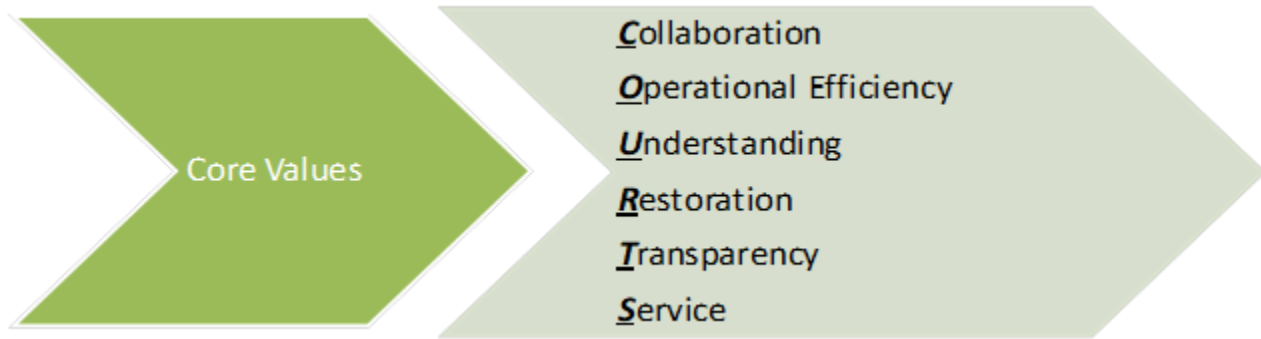 Core Values
Collaboration
Operational Efficiency
Understanding
Restoration
Transparency
Service